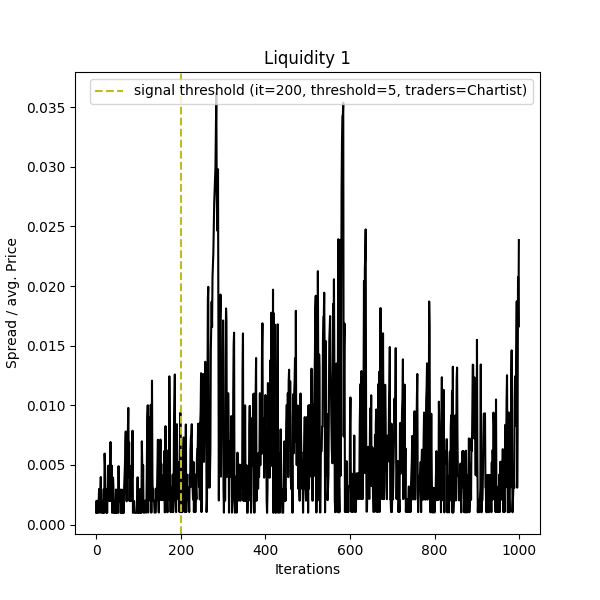 Liquidity 1
signal threshold (it=200, threshold=5, traders=Chartist)
Spread / avg. Price
0.035
0.030
0.025
0.020
0.015
0.010
0.005
0.000
0 200 400 600 800 1000
Iterations